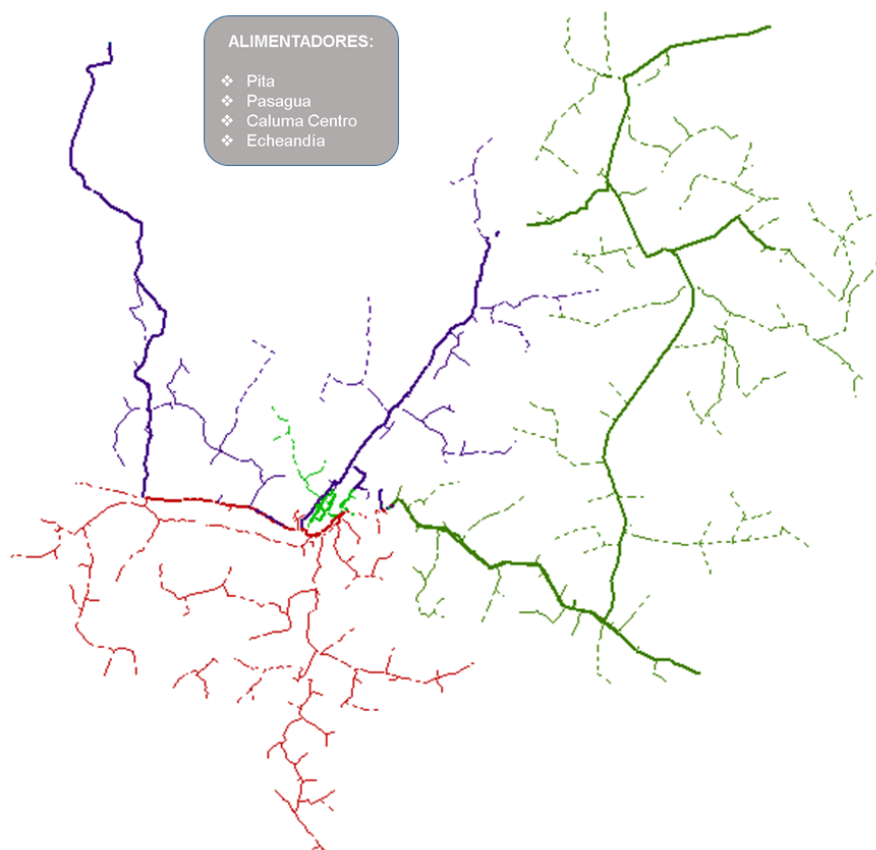 ALIMENTADORES:
❖ Pita
❖ Pasagua
❖ Caluma Centro
❖ Echeandía